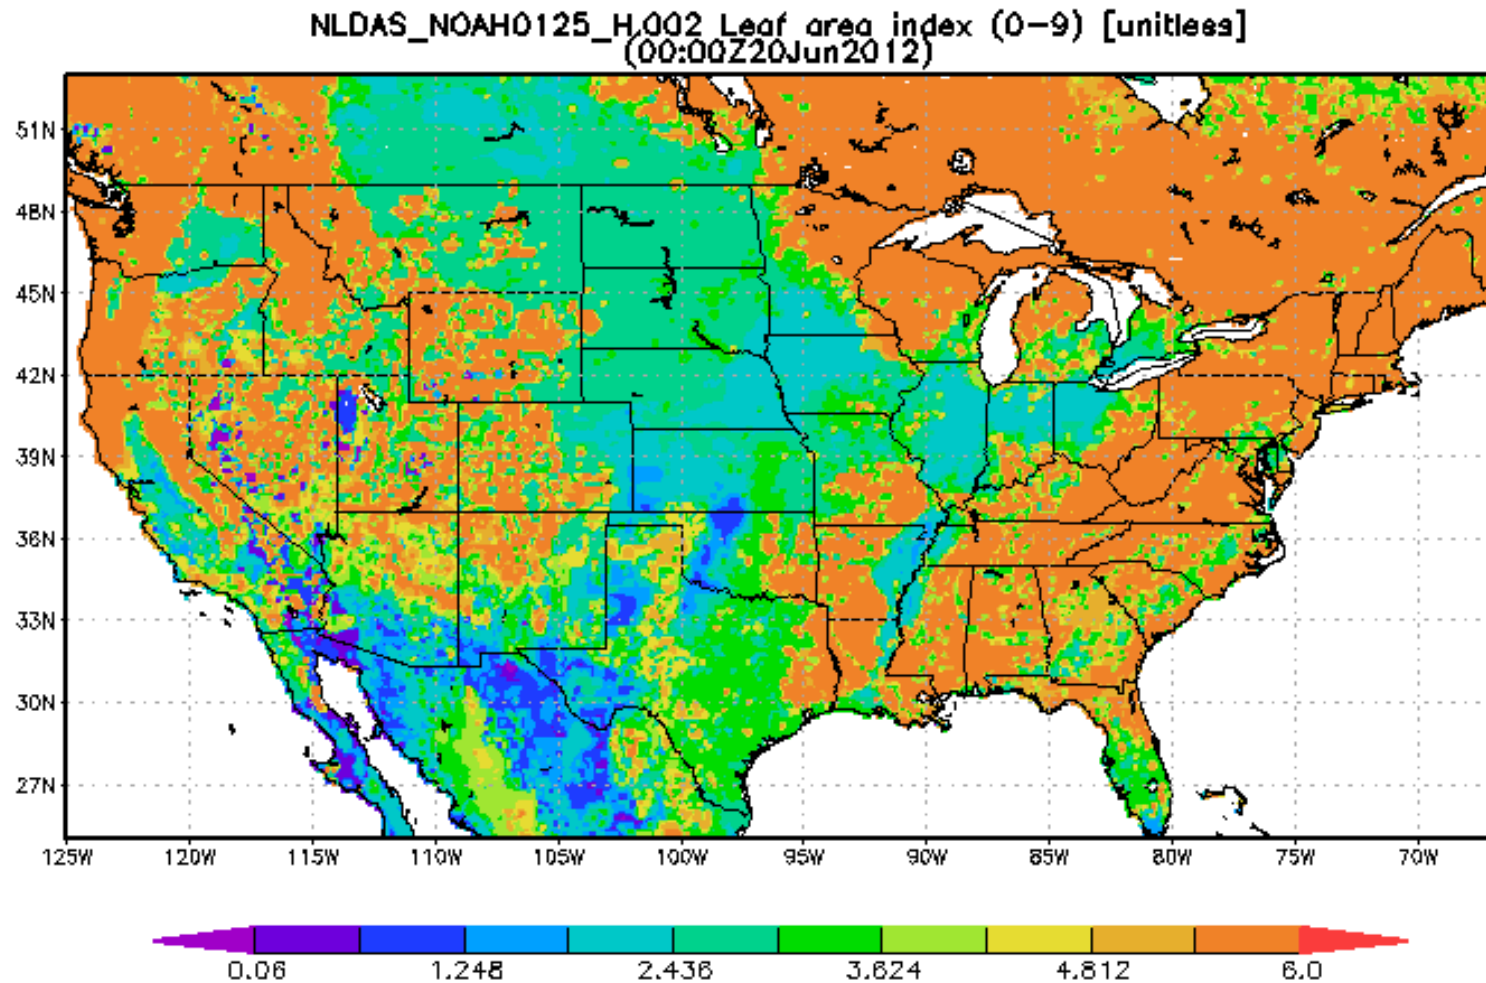 NLDAS_NOAH0125_H.002 Leaf area index (0-9) [unitless]
(00:00Z20Jun2012)
51N
48N
45N
42N
39N
36N
33N
30N
27N
125W 120W 115W 110W 105W 100W 95W 90W 85W 80W 75W 70W
0.06 1.248 2.436 3.624 4.812 6.0